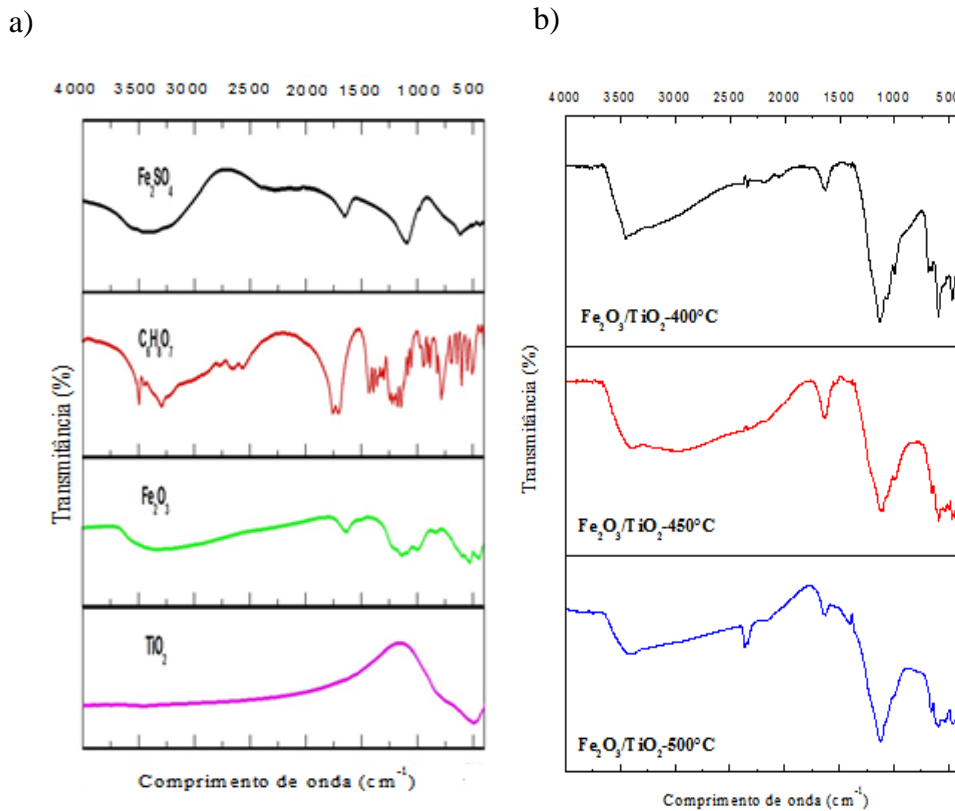 a)
4000 3500 3000 2500 2000 1500 1000 500
Fe₂SO₄
C₆H₈O₇
Fe₂O₃
TiO₂
Transmitância (%)
Comprimento de onda (cm⁻¹)
b)
4000 3500 3000 2500 2000 1500 1000 500
Fe₂O₃/TiO₂-400°C
Fe₂O₃/TiO₂-450°C
Fe₂O₃/TiO₂-500°C
Transmitância (%)
Comprimento de onda (cm⁻¹)